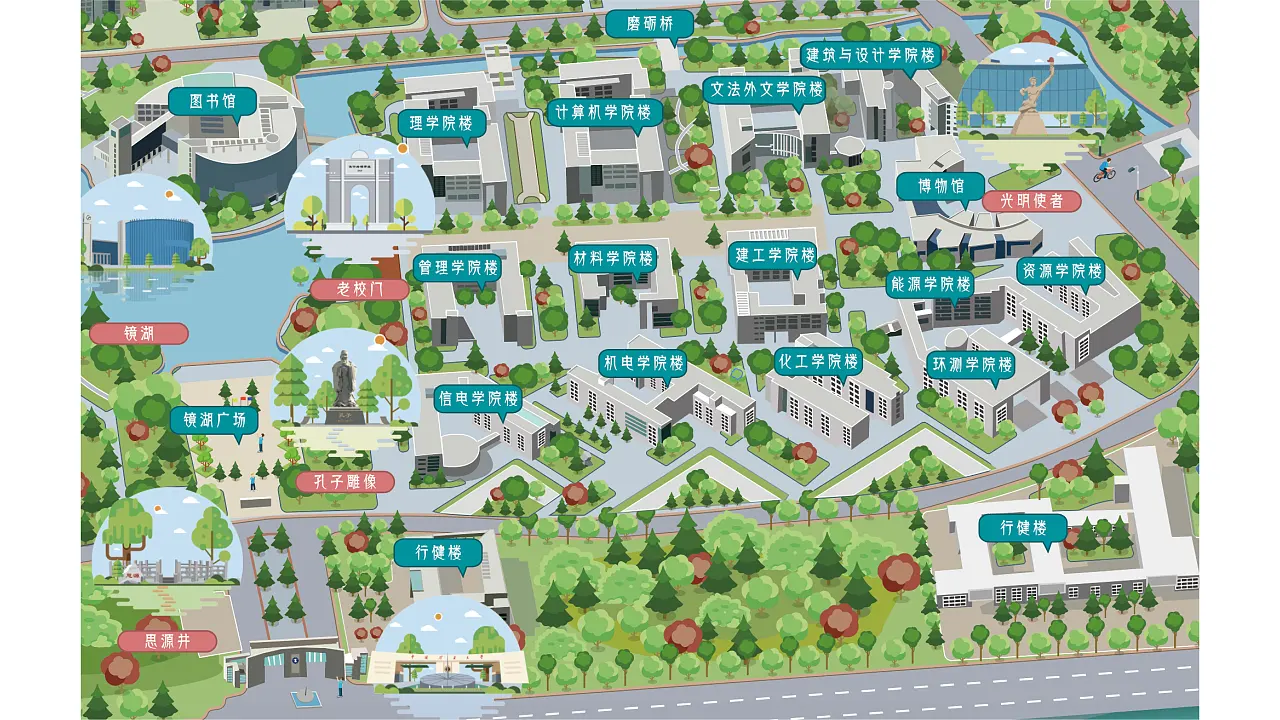 磨砺桥
建筑与设计学院楼
文法外文学院楼
图书馆
计算机学院楼
理学院楼
博物馆
光明使者
建工学院楼
材料学院楼
管理学院楼
资源学院楼
能源学院楼
老校门
镜湖
机电学院楼
化工学院楼
环测学院楼
信电学院楼
镜湖广场
孔子
孔子雕像
行健楼
行健楼
思源井